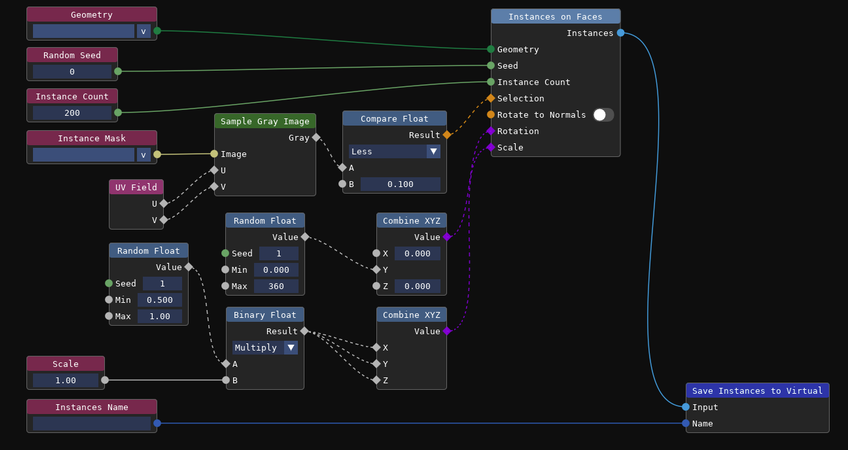 Geometry
v
Random Seed
0
Instance Count
200
Instance Mask
v
UV Field
U
V
Random Float
Value
Seed 1
Min 0.500
Max 1.00
Scale
1.00
Instances Name
Sample Gray Image
Gray
Image
U
V
Random Float
Value
Seed 1
Min 0.000
Max 360
Binary Float
Result
Multiply
A
B
Compare Float
Result
Less
A
B 0.100
Combine XYZ
Value
X 0.000
Y
Z 0.000
Combine XYZ
Value
X
Y
Z
Instances on Faces
Instances
Geometry
Seed
Instance Count
Selection
Rotate to Normals
Rotation
Scale
Save Instances to Virtual
Input
Name